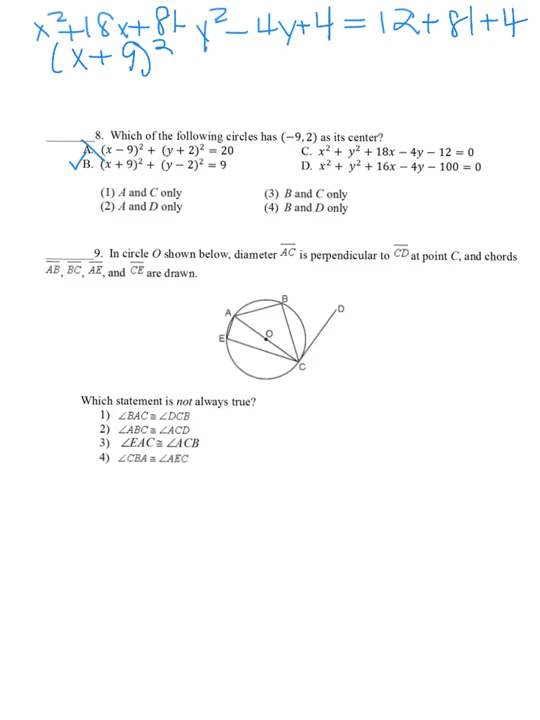 x²+18x+81+ y²-4y+4 = 12+81+4
(x+9)²
8. Which of the following circles has (−9, 2) as its center?
A. (x − 9)² + (y + 2)² = 20
C. x² + y² + 18x − 4y − 12 = 0
B. (x + 9)² + (y − 2)² = 9
D. x² + y² + 16x − 4y − 100 = 0
(1) A and C only
(3) B and C only
(2) A and D only
(4) B and D only
9. In circle O shown below, diameter AC is perpendicular to CD at point C, and chords
AB, BC, AE, and CE are drawn.
B
A
D
E
O
C
Which statement is not always true?
1) ∠BAC ≅ ∠DCB
2) ∠ABC ≅ ∠ACD
3) ∠EAC ≅ ∠ACB
4) ∠CBA ≅ ∠AEC